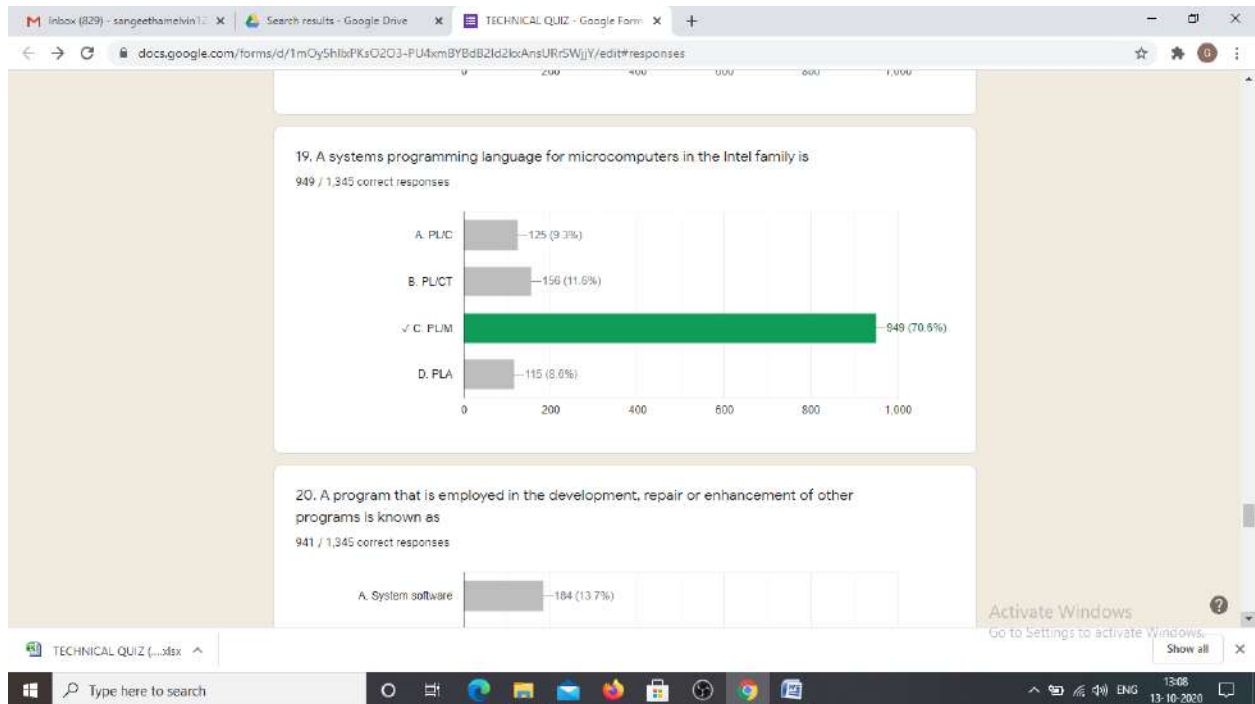 Inbox (829) - sangeethamelvin1
Search results - Google Drive
TECHNICAL QUIZ - Google Form
docs.google.com/forms/d/
/edit#responses
0 200 400 600 800 1,000
19. A systems programming language for microcomputers in the Intel family is
949 / 1,345 correct responses
A. PL/C
125 (9.3%)
B. PL/CT
156 (11.6%)
✓ C. PL/M
949 (70.6%)
D. PLA
115 (8.6%)
0 200 400 600 800 1,000
20. A program that is employed in the development, repair or enhancement of other
programs is known as
941 / 1,345 correct responses
A. System software
184 (13.7%)
Activate Windows
Go to Settings to activate Windows.
TECHNICAL QUIZ (....xlsx
Show all
Type here to search
ENG
13:08
13-10-2020